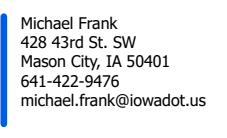 Michael Frank
428 43rd St. SW
Mason City, IA 50401
641-422-9476
michael.frank@iowadot.us